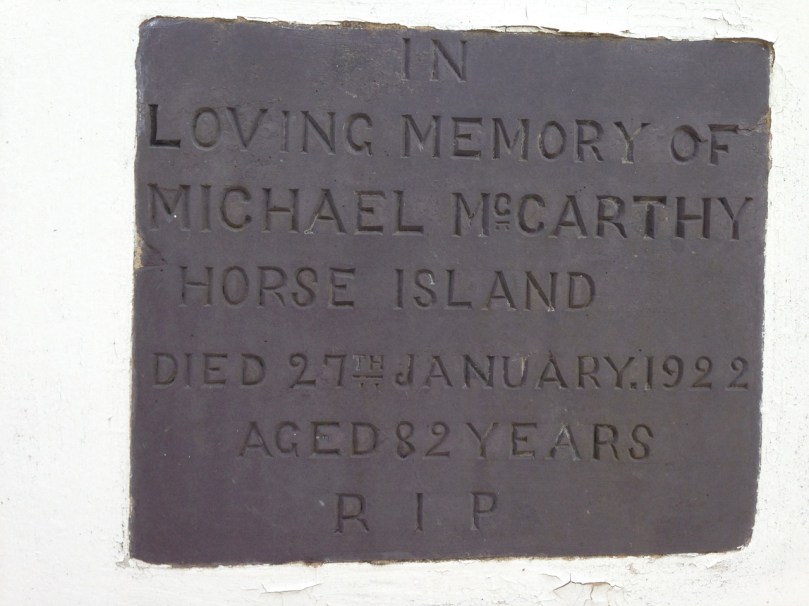 IN
LOVING MEMORY OF
MICHAEL McCARTHY
HORSE ISLAND
DIED 27TH JANUARY. 1922
AGED 82 YEARS
R I P